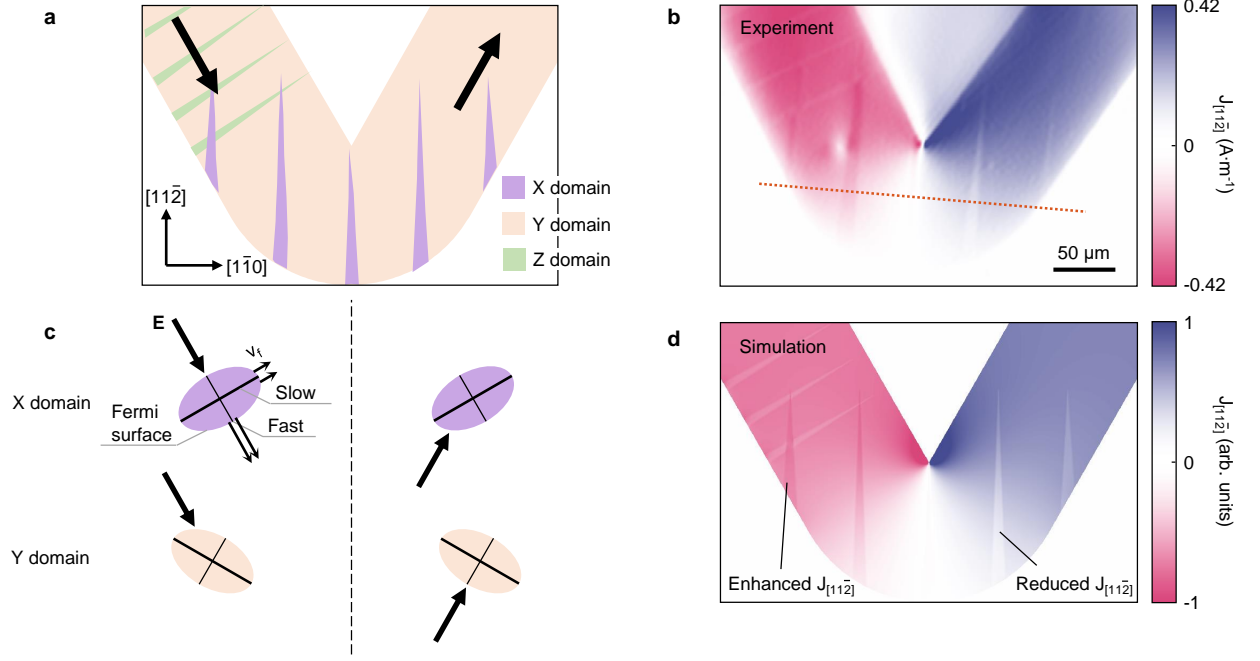 a
[112̄]
[11̄0]
X domain
Y domain
Z domain
b
Experiment
50 µm
0.42
0
-0.42
J[112̄] (A·m-1)
c
E
vf
Slow
Fast
Fermi
surface
X domain
Y domain
d
Simulation
Enhanced J[112̄]
Reduced J[112̄]
1
0
-1
J[112̄] (arb. units)